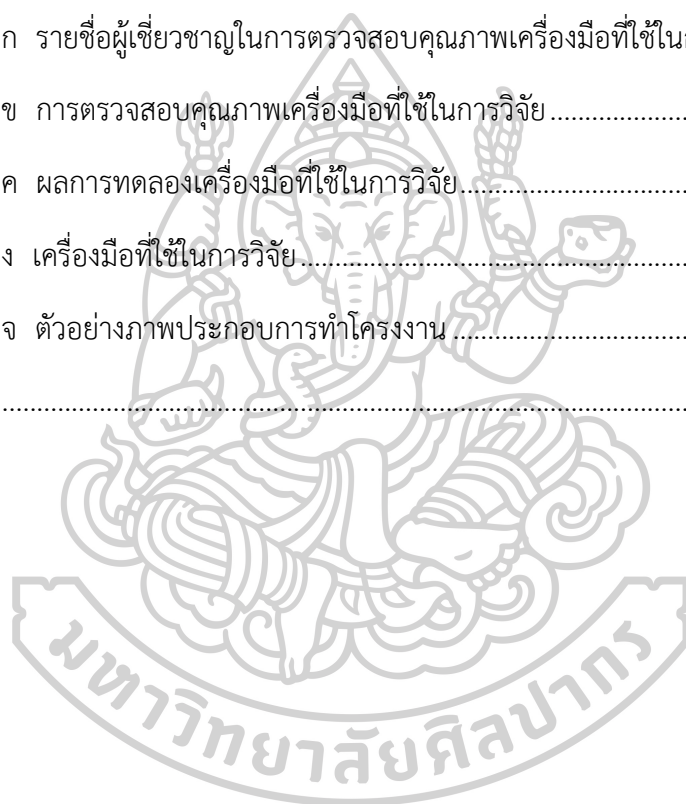 ก รายชื่อผู้เชี่ยวชาญในการตรวจสอบคุณภาพเครื่องมือที่ใช้ใน
ข การตรวจสอบคุณภาพเครื่องมือที่ใช้ในการวิจัย....................
ค ผลการทดลองเครื่องมือที่ใช้ในการวิจัย.................................
ง เครื่องมือที่ใช้ในการวิจัย........................................................
จ ตัวอย่างภาพประกอบการทำโครงงาน ..................................
....................................................................................................
มหาวิทยาลัยศิลปากร